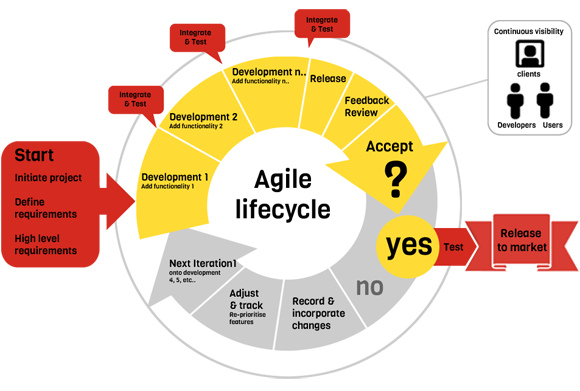 Start
Initiate project
Define
requirements
High level
requirements
Integrate
& Test
Integrate
& Test
Integrate
& Test
Development 1
Add functionality 1
Development 2
Add functionality 2
Development n..
Add functionality n..
Release
Feedback
Review
Accept
?
Agile
lifecycle
yes
Test
Release
to market
no
Record &
incorporate
changes
Adjust
& track
Re-prioritise
features
Next Iteration1
onto development
4, 5, etc..
Continuous visibility
clients
Developers Users